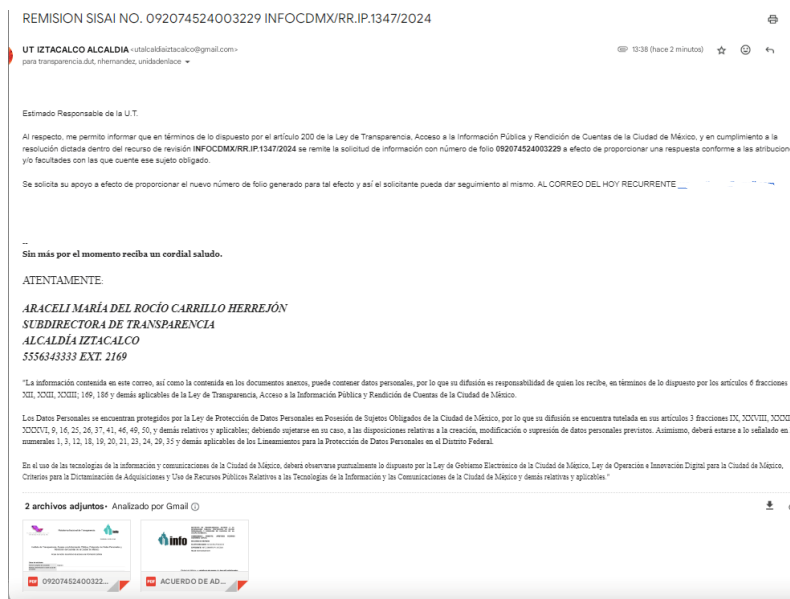 REMISION SISAI NO. 092074524003229 INFOCDMX/RR.IP.1347/2024
UT IZTACALCO ALCALDIA <utalcaldiaiztacalco@gmail.com>
13:38 (hace 2 minutos)
para transparencia.dut, nhernandez, unidadenlace
Estimado Responsable de la U.T.
Al respecto, me permito informar que en términos de lo dispuesto por el artículo 200 de la Ley de Transparencia, Acceso a la Información Pública y Rendición de Cuentas de la Ciudad de México, y en cumplimiento a la
resolución dictada dentro del recurso de revisión INFOCDMX/RR.IP.1347/2024 se remite la solicitud de información con número de folio 092074524003229 a efecto de proporcionar una respuesta conforme a las atribucion
y/o facultades con las que cuente ese sujeto obligado.
Se solicita su apoyo a efecto de proporcionar el nuevo número de folio generado para tal efecto y así el solicitante pueda dar seguimiento al mismo. AL CORREO DEL HOY RECURRENTE
--
Sin más por el momento reciba un cordial saludo.
ATENTAMENTE:
ARACELI MARÍA DEL ROCÍO CARRILLO HERREJÓN
SUBDIRECTORA DE TRANSPARENCIA
ALCALDÍA IZTACALCO
5556343333 EXT. 2169
"La información contenida en este correo, así como la contenida en los documentos anexos, puede contener datos personales, por lo que su difusión es responsabilidad de quien los recibe, en términos de lo dispuesto por los artículos 6 fracciones
XII, XXII, XXIII; 169, 186 y demás aplicables de la Ley de Transparencia, Acceso a la Información Pública y Rendición de Cuentas de la Ciudad de México.
Los Datos Personales se encuentran protegidos por la Ley de Protección de Datos Personales en Posesión de Sujetos Obligados de la Ciudad de México, por lo que su difusión se encuentra tutelada en sus artículos 3 fracciones IX, XXVIII, XXXI
XXXVI, 9, 16, 25, 26, 37, 41, 46, 49, 50, y demás relativos y aplicables; debiendo sujetarse en su caso, a las disposiciones relativas a la creación, modificación o supresión de datos personales previstos. Asimismo, deberá estarse a lo señalado en
numerales 1, 3, 12, 18, 19, 20, 21, 23, 24, 29, 35 y demás aplicables de los Lineamientos para la Protección de Datos Personales en el Distrito Federal.
En el uso de las tecnologías de la información y comunicaciones de la Ciudad de México, deberá observarse puntualmente lo dispuesto por la Ley de Gobierno Electrónico de la Ciudad de México, Ley de Operación e Innovación Digital para la Ciudad de México,
Criterios para la Dictaminación de Adquisiciones y Uso de Recursos Públicos Relativos a las Tecnologías de la Información y las Comunicaciones de la Ciudad de México y demás relativas y aplicables."
2 archivos adjuntos • Analizado por Gmail
info
PDF 09207452400322...
PDF ACUERDO DE AD...